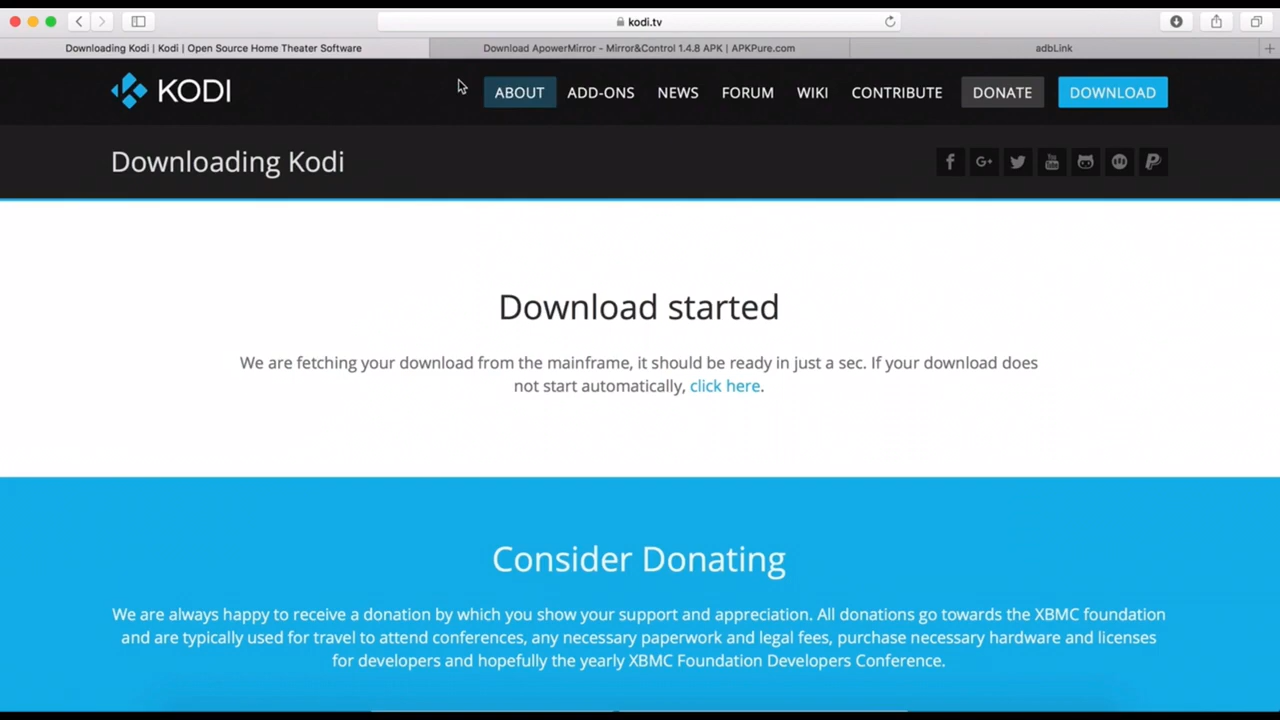 kodi.tv
Downloading Kodi | Kodi | Open Source Home Theater Software
Download ApowerMirror - Mirror&Control 1.4.8 APK | APKPure.com
adbLink
KODI
ABOUT ADD-ONS NEWS FORUM WIKI CONTRIBUTE DONATE DOWNLOAD
Downloading Kodi
Download started
We are fetching your download from the mainframe, it should be ready in just a sec. If your download does
not start automatically, click here.
Consider Donating
We are always happy to receive a donation by which you show your support and appreciation. All donations go towards the XBMC foundation
and are typically used for travel to attend conferences, any necessary paperwork and legal fees, purchase necessary hardware and licenses
for developers and hopefully the yearly XBMC Foundation Developers Conference.